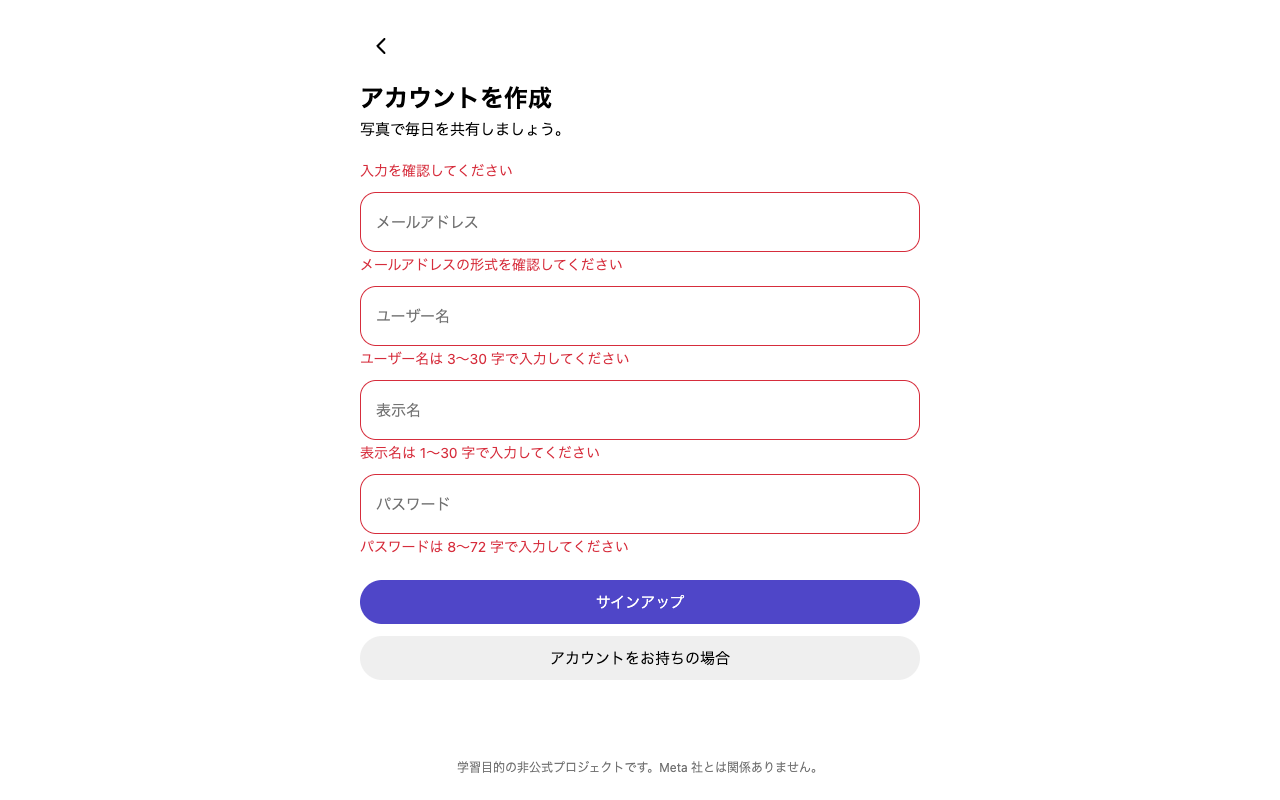 アカウントを作成
写真で毎日を共有しましょう。
入力を確認してください
メールアドレス
メールアドレスの形式を確認してください
ユーザー名
ユーザー名は 3〜30 字で入力してください
表示名
表示名は 1〜30 字で入力してください
パスワード
パスワードは 8〜72 字で入力してください
サインアップ
アカウントをお持ちの場合
学習目的の非公式プロジェクトです。Meta 社とは関係ありません。